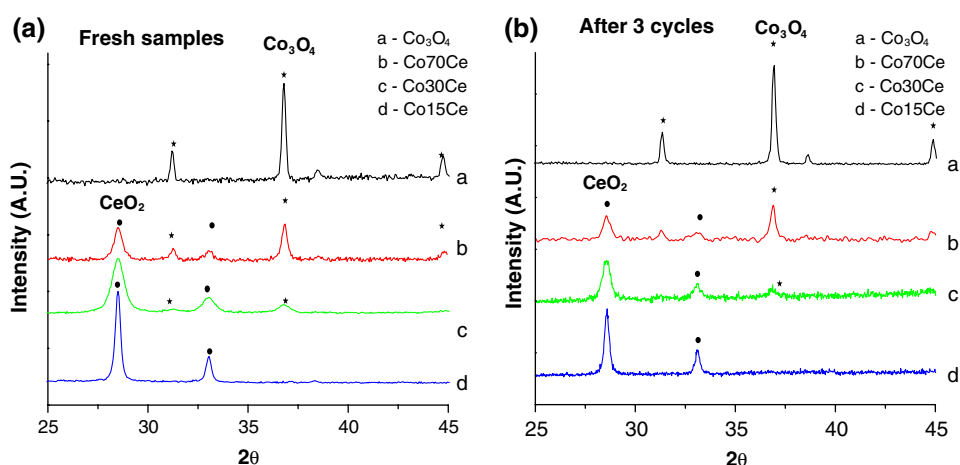 (a) Fresh samples
Co₃O₄
a - Co₃O₄
b - Co70Ce
c - Co30Ce
d - Co15Ce
CeO₂
a
b
c
d
Intensity (A.U.)
25 30 35 40 45
2θ
(b) After 3 cycles
Co₃O₄
a - Co₃O₄
b - Co70Ce
c - Co30Ce
d - Co15Ce
CeO₂
a
b
c
d
Intensity (A.U.)
25 30 35 40 45
2θ